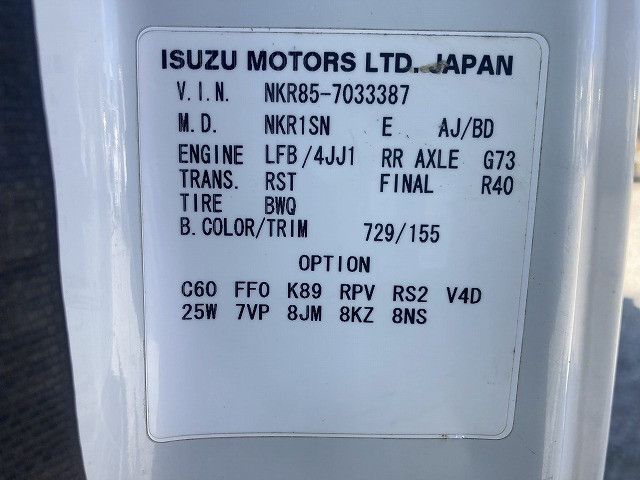 ISUZU MOTORS LTD. JAPAN
V.I.N. NKR85-7033387
M.D. NKR1SN E AJ/BD
ENGINE LFB/4JJ1 RR AXLE G73
TRANS. RST FINAL R40
TIRE BWQ
B.COLOR/TRIM 729/155
OPTION
C60 FF0 K89 RPV RS2 V4D
25W 7VP 8JM 8KZ 8NS